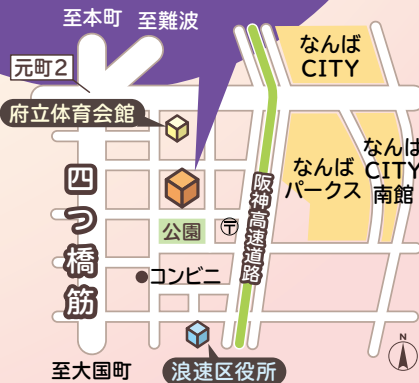 至本町 至難波
元町2
なんば
CITY
府立体育会館
四つ橋筋
なんば
パークス
なんば
CITY
南館
阪神高速道路
公園
〒
コンビニ
至大国町
浪速区役所
N